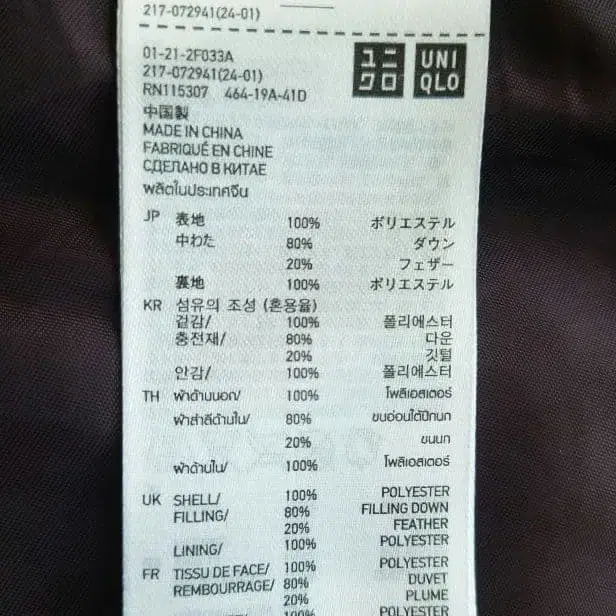 217-072941(24-01)
01-21-2F033A
217-072941(24-01)
RN115307 464-19A-41D
ユニクロ
UNIQLO
中国製
MADE IN CHINA
FABRIQUÉ EN CHINE
СДЕЛАНО В КИТАЕ
ผลิตในประเทศจีน
JP 表地 100% ポリエステル
中わた 80% ダウン
20% フェザー
裏地 100% ポリエステル
KR 섬유의 조성 (혼용율)
겉감/ 100% 폴리에스터
충전재/ 80% 다운
20% 깃털
안감/ 100% 폴리에스터
TH ผ้าด้านนอก/ 100% โพลิเอสเตอร์
ผ้าสำลีด้านใน/ 80% ขนอ่อนใต้ปีกนก
20% ขนนก
ผ้าด้านใน/ 100% โพลิเอสเตอร์
UK SHELL/ 100% POLYESTER
FILLING/ 80% FILLING DOWN
20% FEATHER
LINING/ 100% POLYESTER
FR TISSU DE FACE/ 100% POLYESTER
REMBOURRAGE/ 80% DUVET
20% PLUME
100% POLYESTER